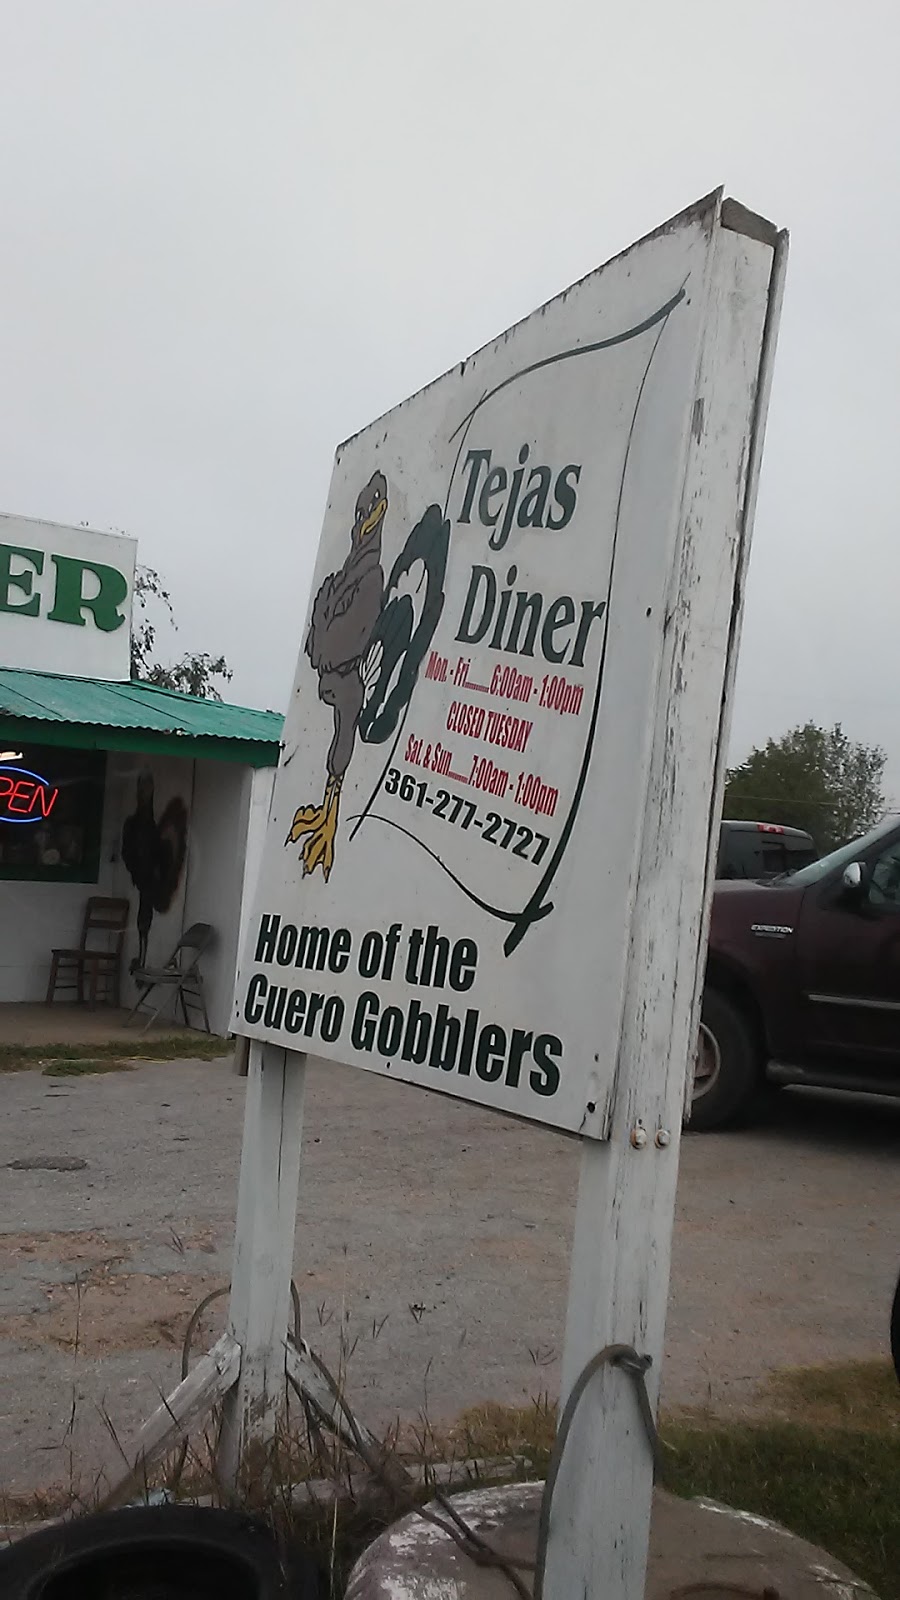 Tejas
Diner
Mon. - Fri.........6:00am - 1:00pm
CLOSED TUESDAY
Sat. & Sun.......7:00am - 1:00pm
361-277-2727
Home of the
Cuero Gobblers
ER
PEN
EXPEDITION